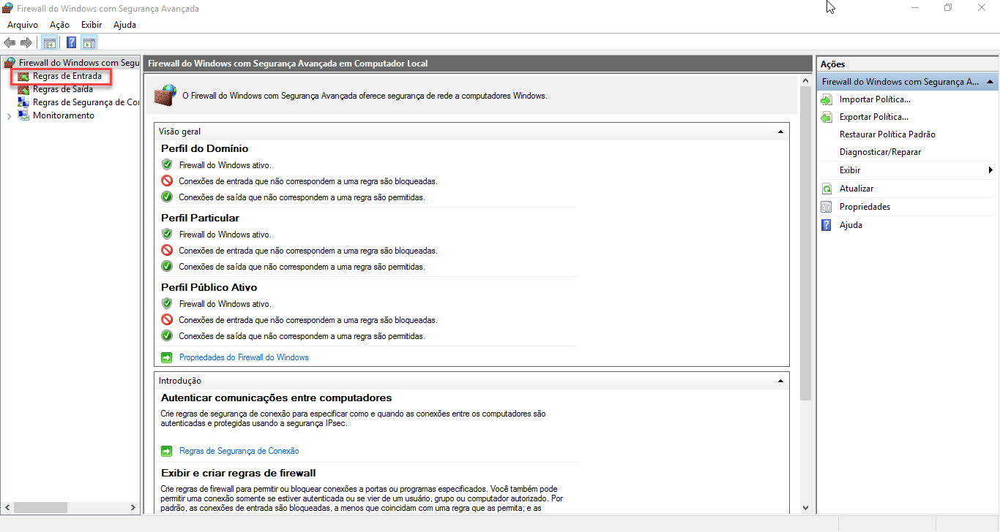 Firewall do Windows com Segurança Avançada
Arquivo Ação Exibir Ajuda
Firewall do Windows com Segu
Regras de Entrada
Regras de Saída
Regras de Segurança de Co
Monitoramento
Firewall do Windows com Segurança Avançada em Computador Local
O Firewall do Windows com Segurança Avançada oferece segurança de rede a computadores Windows.
Visão geral
Perfil do Domínio
Firewall do Windows ativo.
Conexões de entrada que não correspondem a uma regra são bloqueadas.
Conexões de saída que não correspondem a uma regra são permitidas.
Perfil Particular
Firewall do Windows ativo.
Conexões de entrada que não correspondem a uma regra são bloqueadas.
Conexões de saída que não correspondem a uma regra são permitidas.
Perfil Público Ativo
Firewall do Windows ativo.
Conexões de entrada que não correspondem a uma regra são bloqueadas.
Conexões de saída que não correspondem a uma regra são permitidas.
Propriedades do Firewall do Windows
Introdução
Autenticar comunicações entre computadores
Crie regras de segurança de conexão para especificar como e quando as conexões entre os computadores são
autenticadas e protegidas usando a segurança IPsec.
Regras de Segurança de Conexão
Exibir e criar regras de firewall
Crie regras de firewall para permitir ou bloquear conexões a portas ou programas especificados. Você também pode
permitir uma conexão somente se estiver autenticada ou se vier de um usuário, grupo ou computador autorizado. Por
padrão, as conexões de entrada são bloqueadas, a menos que coincidam com uma regra que as permita; e as
Ações
Firewall do Windows com Segurança A...
Importar Política...
Exportar Política...
Restaurar Política Padrão
Diagnosticar/Reparar
Exibir
Atualizar
Propriedades
Ajuda